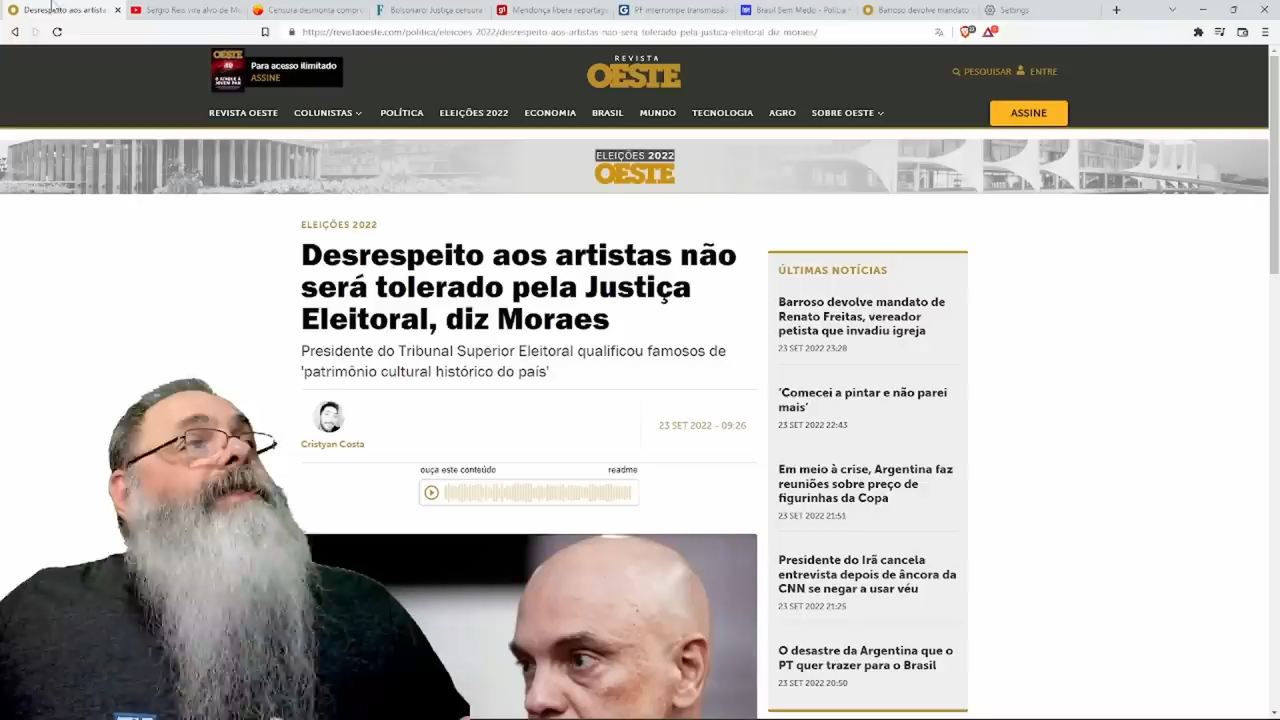 Desrespeito aos artista
Sergio Reis vira alvo de Mo
Censura desmonta compro
Bolsonaro Justiça censura
Mendonça libera reportage
PF interrompe transmissão
Brasil Sem Medo - Polícia F
Barroso devolve mandato d
Settings
https://revistaoeste.com/politica/eleicoes-2022/desrespeito-aos-artistas-nao-sera-tolerado-pela-justica-eleitoral-diz-moraes/
OESTE
Para acesso ilimitado
ASSINE
REVISTA
OESTE
PESQUISAR
ENTRE
REVISTA OESTE
COLUNISTAS
POLÍTICA
ELEIÇÕES 2022
ECONOMIA
BRASIL
MUNDO
TECNOLOGIA
AGRO
SOBRE OESTE
ASSINE
ELEIÇÕES 2022
OESTE
ELEIÇÕES 2022
Desrespeito aos artistas não
será tolerado pela Justiça
Eleitoral, diz Moraes
Presidente do Tribunal Superior Eleitoral qualificou famosos de
'patrimônio cultural histórico do país'
Cristyan Costa
23 SET 2022 - 09:26
ouça este conteúdo
readme
ÚLTIMAS NOTÍCIAS
Barroso devolve mandato de
Renato Freitas, vereador
petista que invadiu igreja
23 SET 2022 23:28
'Comecei a pintar e não parei
mais'
23 SET 2022 22:43
Em meio à crise, Argentina faz
reuniões sobre preço de
figurinhas da Copa
23 SET 2022 21:51
Presidente do Irã cancela
entrevista depois de âncora da
CNN se negar a usar véu
23 SET 2022 21:25
O desastre da Argentina que o
PT quer trazer para o Brasil
23 SET 2022 20:50